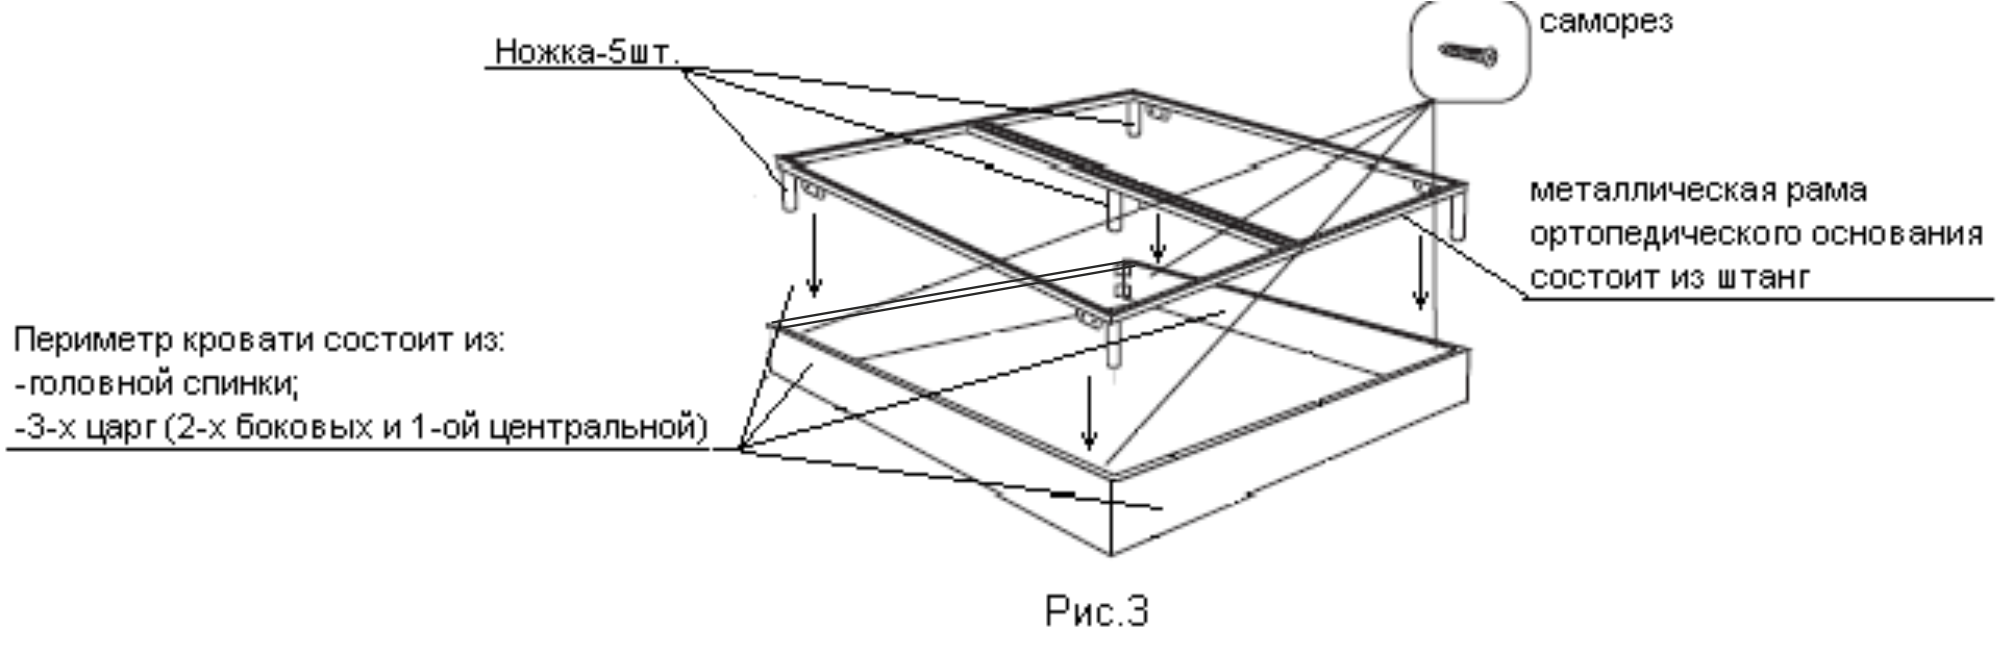 саморез
Ножка-5шт.
металлическая рама
ортопедического основания
состоит из штанг
Периметр кровати состоит из:
-головной спинки;
-3-х царг (2-х боковых и 1-ой центральной)
Рис.3